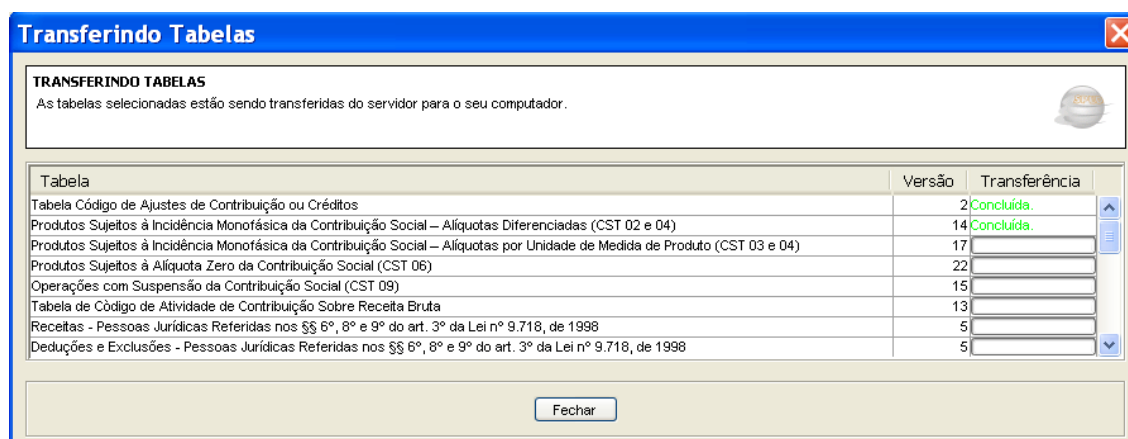 Transferindo Tabelas
TRANSFERINDO TABELAS
As tabelas selecionadas estão sendo transferidas do servidor para o seu computador.
Tabela Versão Transferência
Tabela Código de Ajustes de Contribuição ou Créditos 2 Concluída.
Produtos Sujeitos à Incidência Monofásica da Contribuição Social – Alíquotas Diferenciadas (CST 02 e 04) 14 Concluída.
Produtos Sujeitos à Incidência Monofásica da Contribuição Social – Alíquotas por Unidade de Medida de Produto (CST 03 e 04) 17
Produtos Sujeitos à Alíquota Zero da Contribuição Social (CST 06) 22
Operações com Suspensão da Contribuição Social (CST 09) 15
Tabela de Còdigo de Atividade de Contribuição Sobre Receita Bruta 13
Receitas - Pessoas Jurídicas Referidas nos §§ 6º, 8º e 9º do art. 3º da Lei nº 9.718, de 1998 5
Deduções e Exclusões - Pessoas Jurídicas Referidas nos §§ 6º, 8º e 9º do art. 3º da Lei nº 9.718, de 1998 5
Fechar